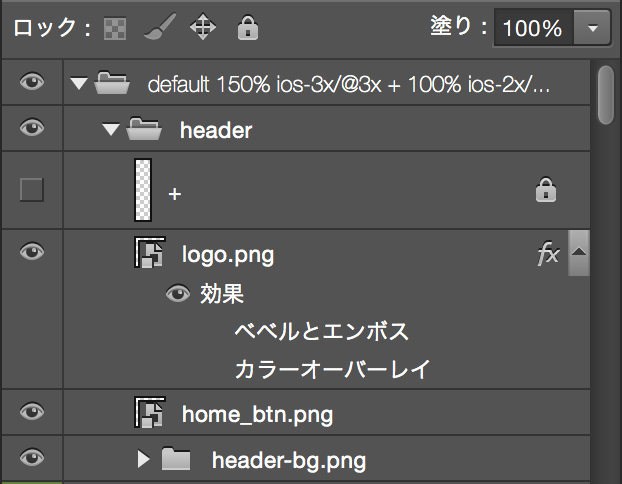 ロック : 塗り : 100%
default 150% ios-3x/@3x + 100% ios-2x/...
header
+
logo.png fx
効果
ベベルとエンボス
カラーオーバーレイ
home_btn.png
header-bg.png